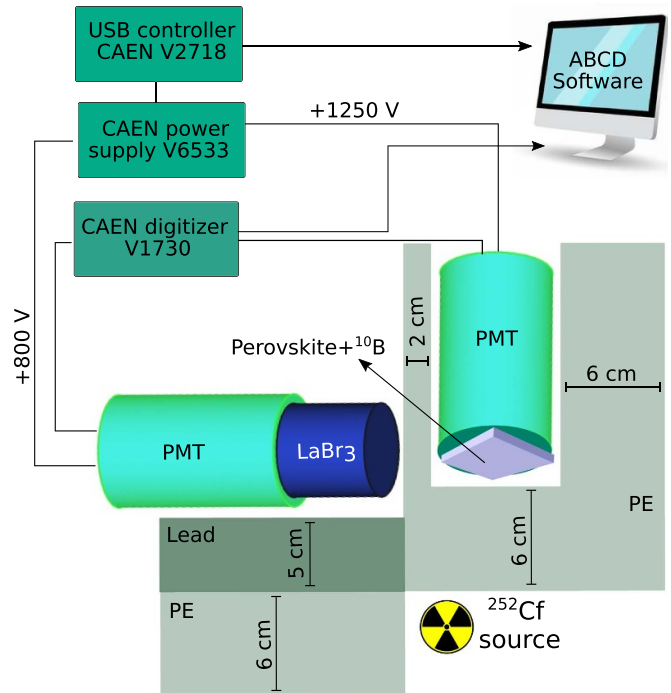 USB controller
CAEN V2718
ABCD
Software
+1250 V
CAEN power
supply V6533
CAEN digitizer
V1730
+800 V
2 cm
PMT
Perovskite+¹⁰B
6 cm
PMT
LaBr₃
PE
Lead
5 cm
6 cm
PE
6 cm
²⁵²Cf
source